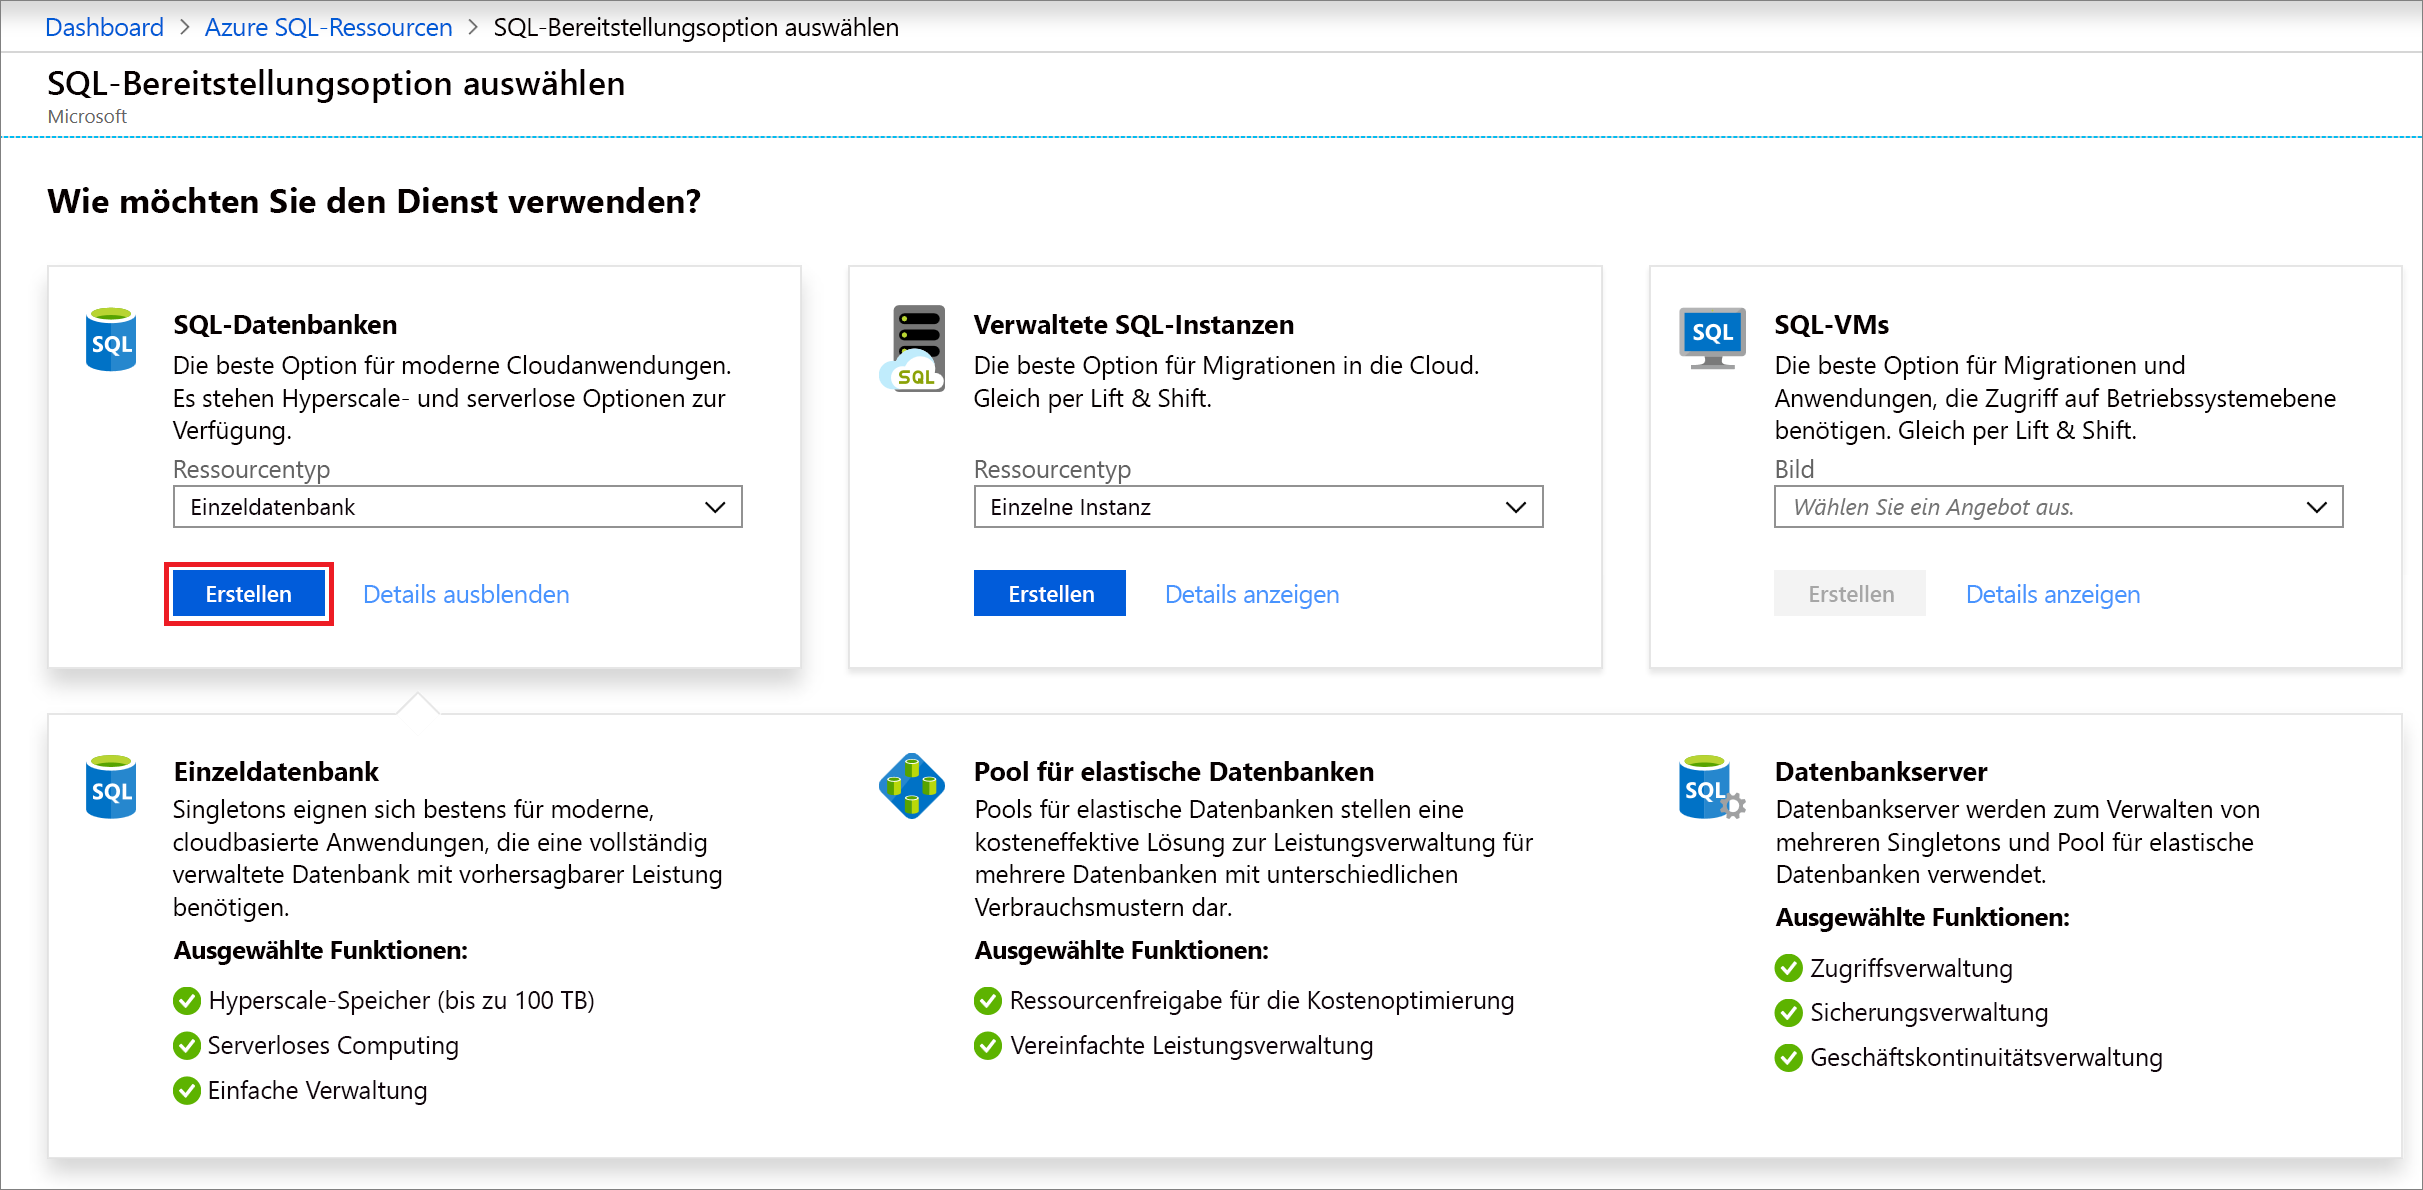 Dashboard > Azure SQL-Ressourcen > SQL-Bereitstellungsoption auswählen
SQL-Bereitstellungsoption auswählen
Microsoft
Wie möchten Sie den Dienst verwenden?
SQL
SQL-Datenbanken
Die beste Option für moderne Cloudanwendungen.
Es stehen Hyperscale- und serverlose Optionen zur
Verfügung.
Ressourcentyp
Einzeldatenbank
Erstellen
Details ausblenden
SQL
Verwaltete SQL-Instanzen
Die beste Option für Migrationen in die Cloud.
Gleich per Lift & Shift.
Ressourcentyp
Einzelne Instanz
Erstellen
Details anzeigen
SQL
SQL-VMs
Die beste Option für Migrationen und
Anwendungen, die Zugriff auf Betriebssystemebene
benötigen. Gleich per Lift & Shift.
Bild
Wählen Sie ein Angebot aus.
Erstellen
Details anzeigen
SQL
Einzeldatenbank
Singletons eignen sich bestens für moderne,
cloudbasierte Anwendungen, die eine vollständig
verwaltete Datenbank mit vorhersagbarer Leistung
benötigen.
Ausgewählte Funktionen:
Hyperscale-Speicher (bis zu 100 TB)
Serverloses Computing
Einfache Verwaltung
Pool für elastische Datenbanken
Pools für elastische Datenbanken stellen eine
kosteneffektive Lösung zur Leistungsverwaltung für
mehrere Datenbanken mit unterschiedlichen
Verbrauchsmustern dar.
Ausgewählte Funktionen:
Ressourcenfreigabe für die Kostenoptimierung
Vereinfachte Leistungsverwaltung
SQL
Datenbankserver
Datenbankserver werden zum Verwalten von
mehreren Singletons und Pool für elastische
Datenbanken verwendet.
Ausgewählte Funktionen:
Zugriffsverwaltung
Sicherungsverwaltung
Geschäftskontinuitätsverwaltung